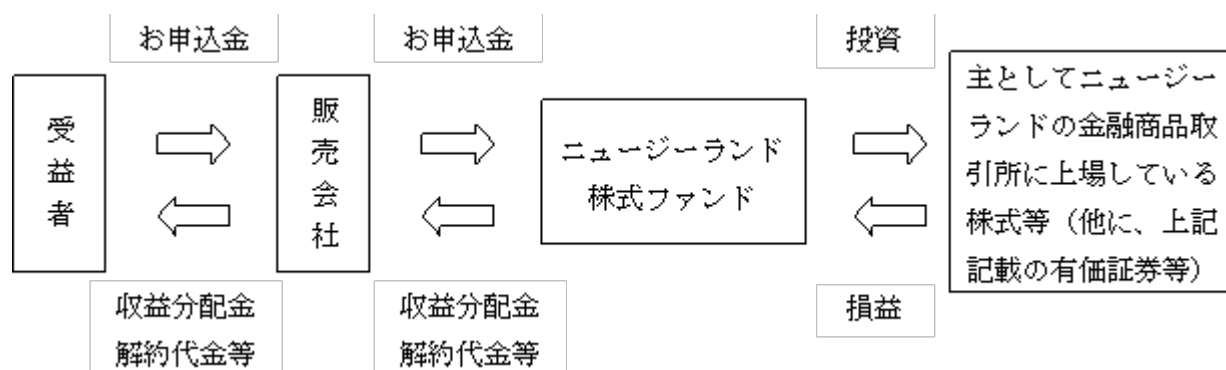 お申込金
お申込金
投資
受益者
販売会社
ニュージーランド
株式ファンド
主としてニュージー
ランドの金融商品取
引所に上場している
株式等（他に、上記
記載の有価証券等）
収益分配金
解約代金等
収益分配金
解約代金等
損益